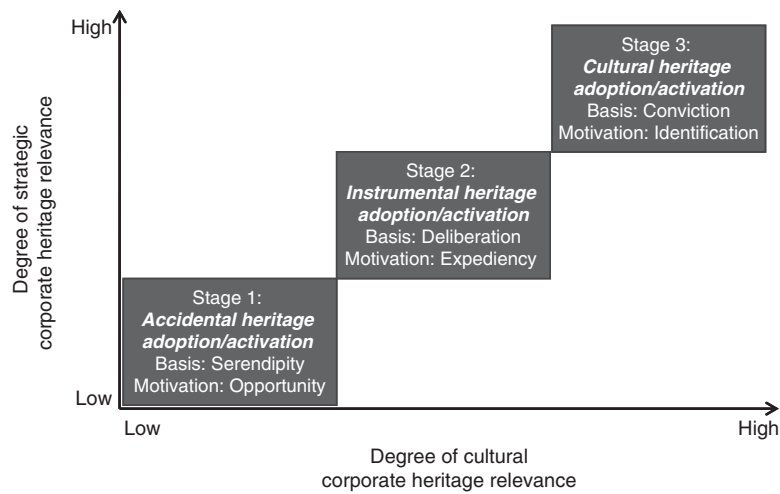 High
Degree of strategic
corporate heritage relevance
Stage 3:
Cultural heritage
adoption/activation
Basis: Conviction
Motivation: Identification
Stage 2:
Instrumental heritage
adoption/activation
Basis: Deliberation
Motivation: Expediency
Stage 1:
Accidental heritage
adoption/activation
Basis: Serendipity
Motivation: Opportunity
Low
Low
High
Degree of cultural
corporate heritage relevance